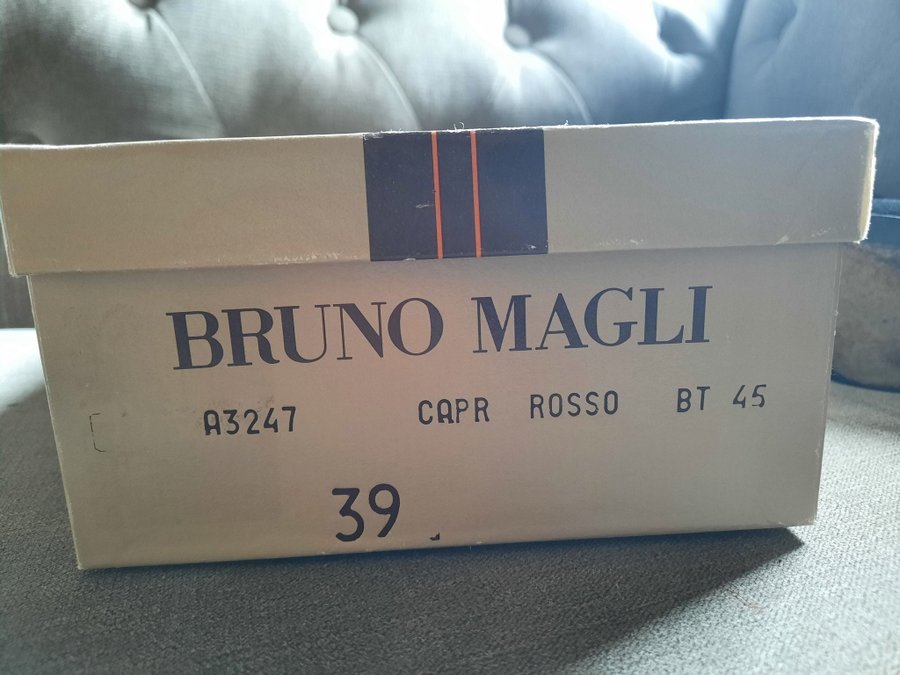 BRUNO MAGLI
A3247 CAPR ROSSO BT 45
39